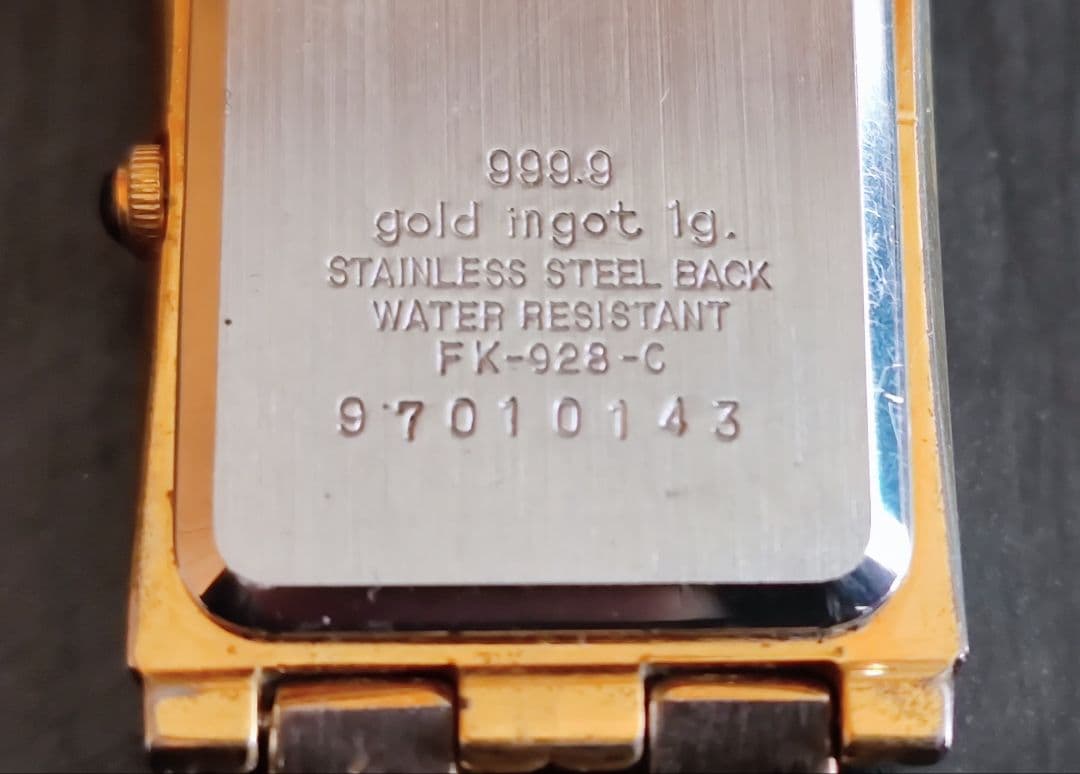 999.9
gold ingot 1g.
STAINLESS STEEL BACK
WATER RESISTANT
FK-928-C
97010143